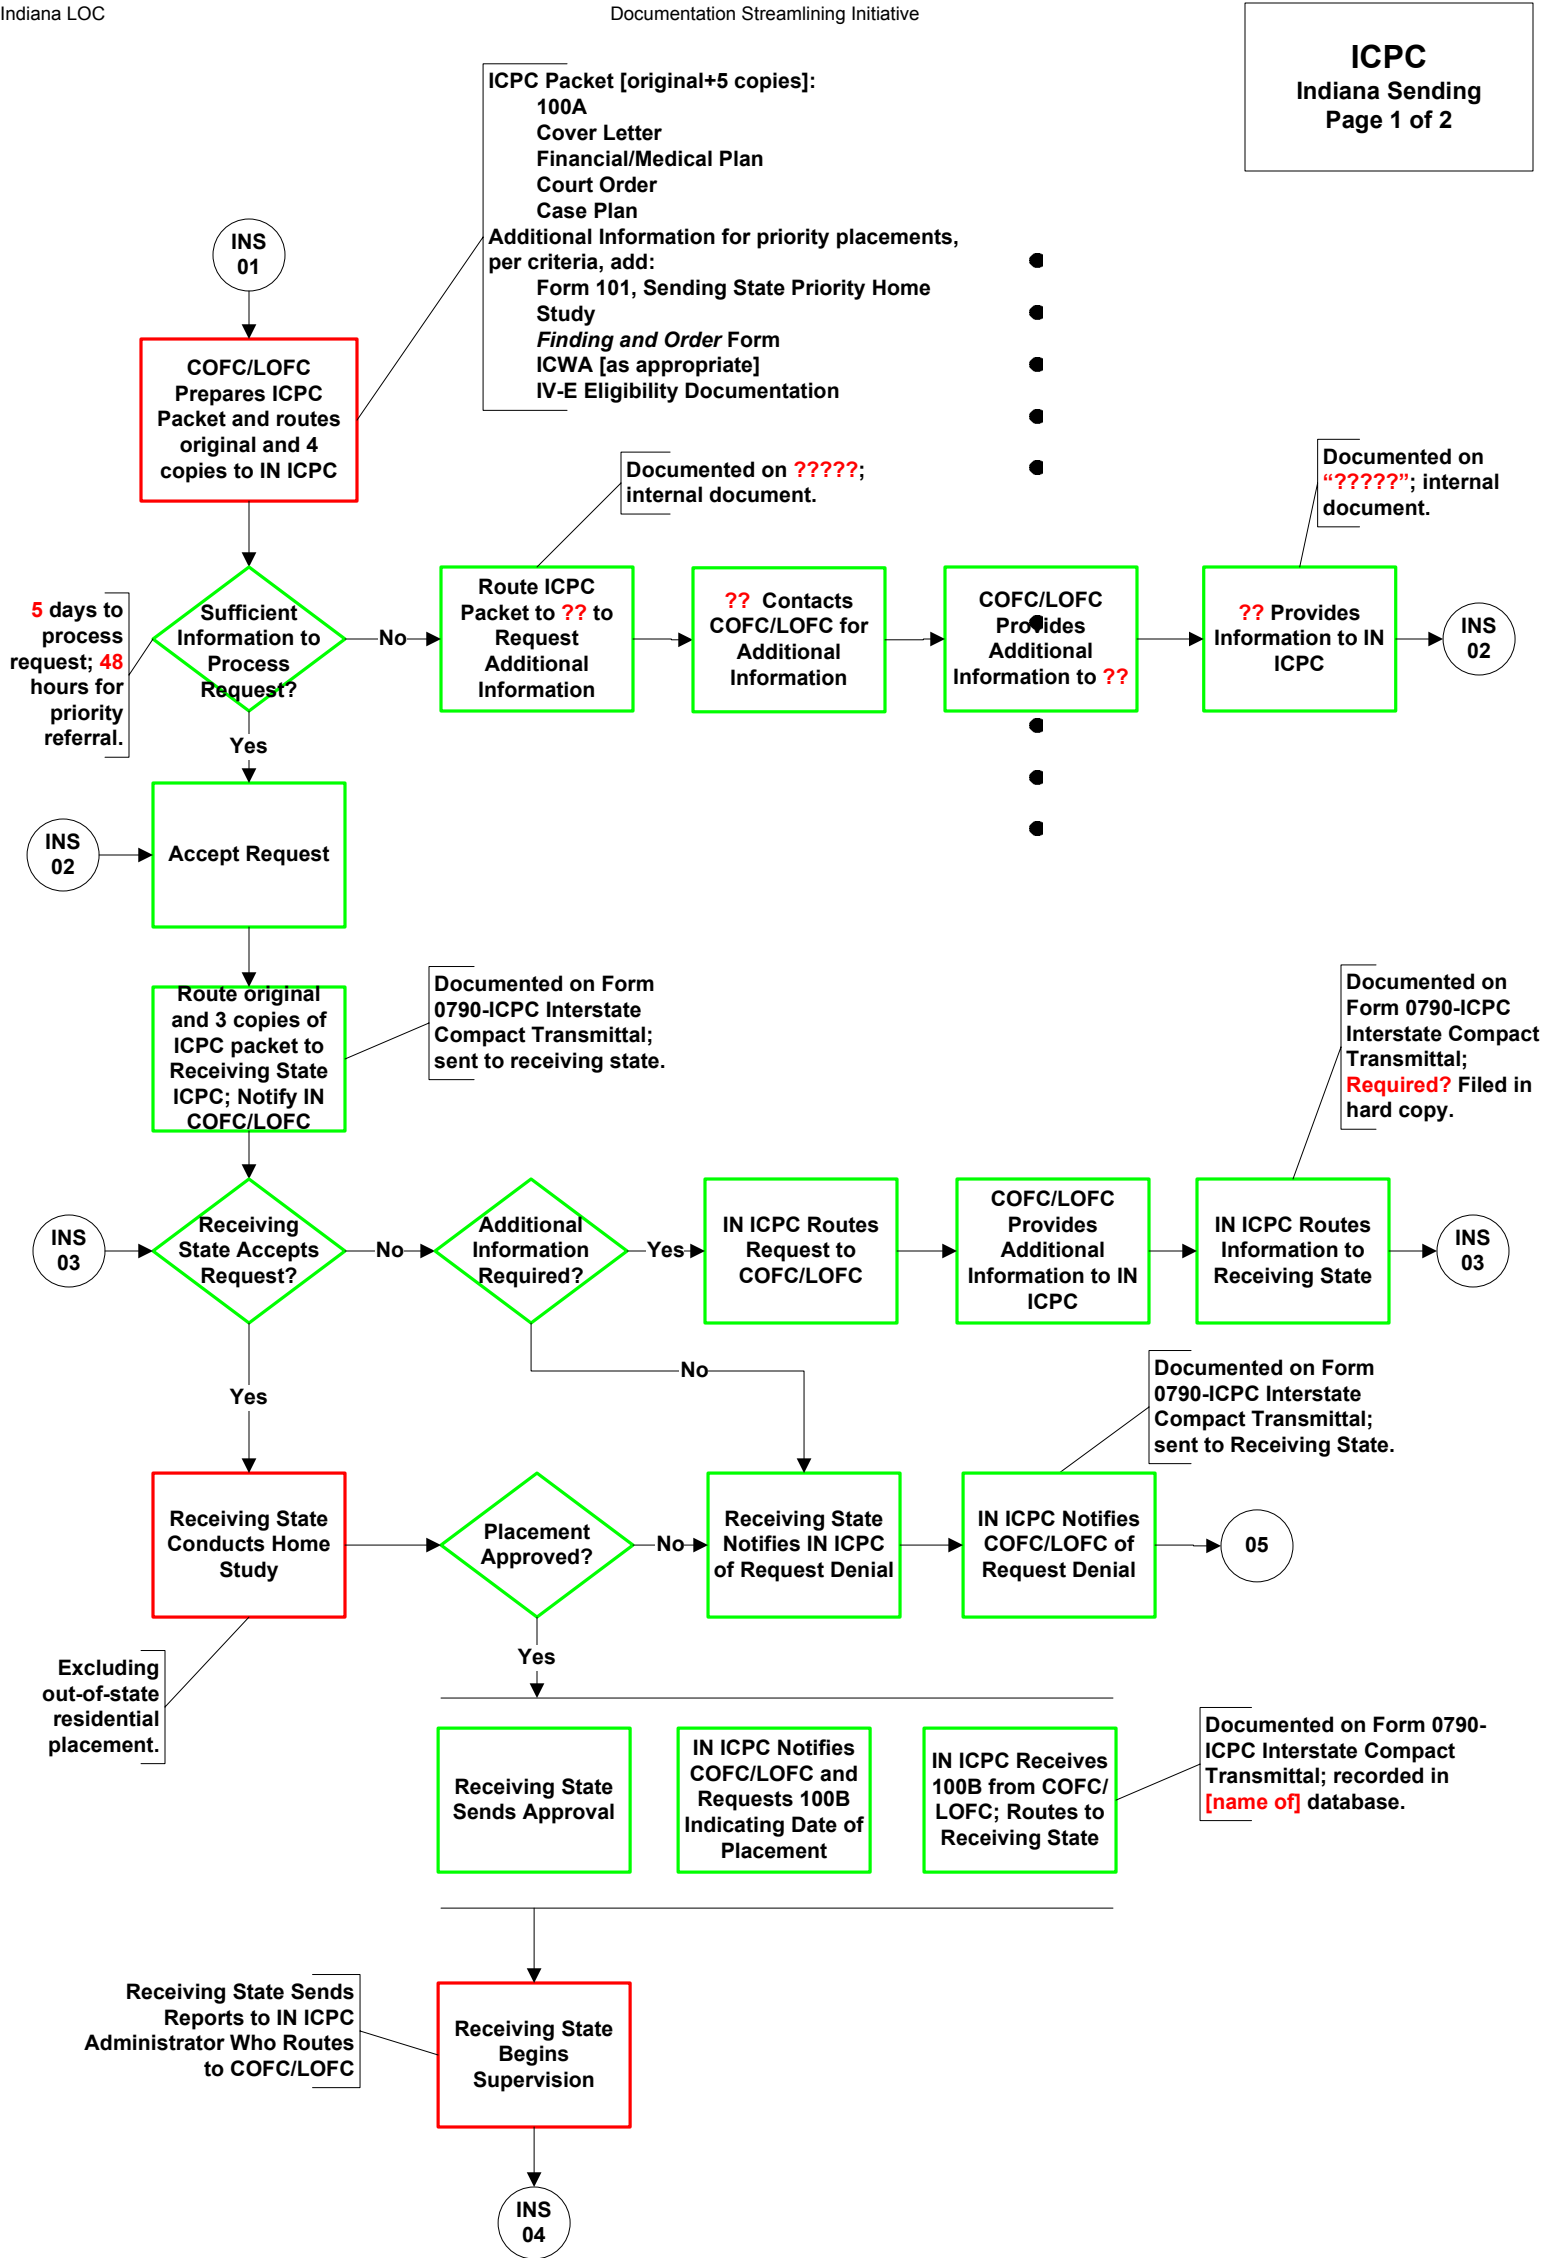 Indiana LOC
Documentation Streamlining Initiative
ICPC
Indiana Sending
Page 1 of 2
ICPC Packet [original+5 copies]:
100A
Cover Letter
Financial/Medical Plan
Court Order
Case Plan
Additional Information for priority placements,
per criteria, add:
Form 101, Sending State Priority Home
Study
Finding and Order Form
ICWA [as appropriate]
IV-E Eligibility Documentation
INS
01
COFC/LOFC
Prepares ICPC
Packet and routes
original and 4
copies to IN ICPC
Documented on ?????;
internal document.
Documented on
“?????”; internal
document.
5 days to
process
request; 48
hours for
priority
referral.
Sufficient
Information to
Process
Request?
No
Route ICPC
Packet to ?? to
Request
Additional
Information
?? Contacts
COFC/LOFC for
Additional
Information
COFC/LOFC
Provides
Additional
Information to ??
?? Provides
Information to IN
ICPC
INS
02
Yes
INS
02
Accept Request
Route original
and 3 copies of
ICPC packet to
Receiving State
ICPC; Notify IN
COFC/LOFC
Documented on Form
0790-ICPC Interstate
Compact Transmittal;
sent to receiving state.
Documented on
Form 0790-ICPC
Interstate Compact
Transmittal;
Required? Filed in
hard copy.
INS
03
Receiving
State Accepts
Request?
No
Additional
Information
Required?
Yes
IN ICPC Routes
Request to
COFC/LOFC
COFC/LOFC
Provides
Additional
Information to IN
ICPC
IN ICPC Routes
Information to
Receiving State
INS
03
Yes
No
Documented on Form
0790-ICPC Interstate
Compact Transmittal;
sent to Receiving State.
Receiving State
Conducts Home
Study
Placement
Approved?
No
Receiving State
Notifies IN ICPC
of Request Denial
IN ICPC Notifies
COFC/LOFC of
Request Denial
05
Excluding
out-of-state
residential
placement.
Yes
Receiving State
Sends Approval
IN ICPC Notifies
COFC/LOFC and
Requests 100B
Indicating Date of
Placement
IN ICPC Receives
100B from COFC/
LOFC; Routes to
Receiving State
Documented on Form 0790-
ICPC Interstate Compact
Transmittal; recorded in
[name of] database.
Receiving State Sends
Reports to IN ICPC
Administrator Who Routes
to COFC/LOFC
Receiving State
Begins
Supervision
INS
04